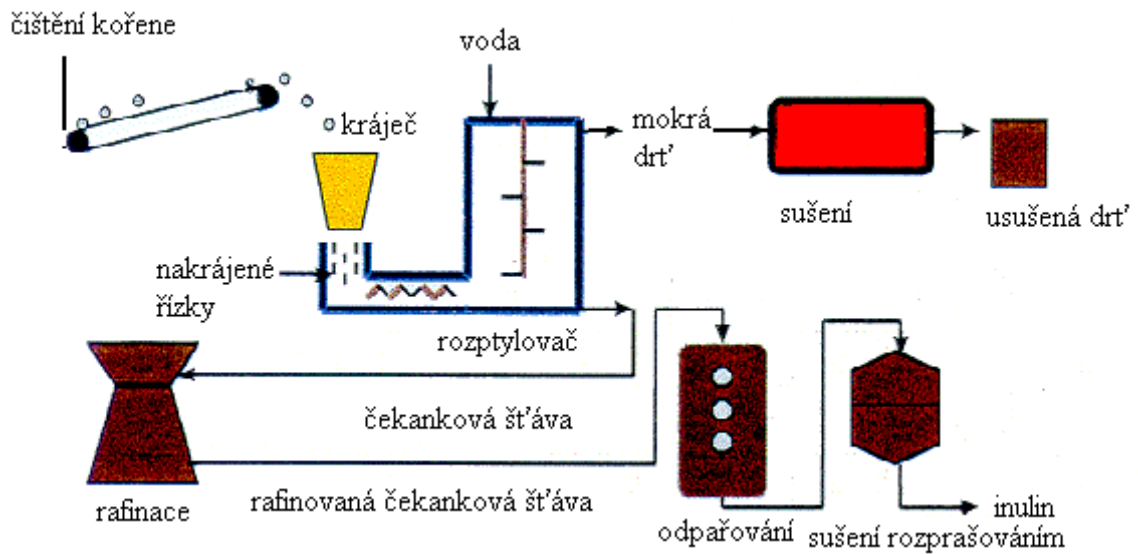 čištění kořene
voda
kráječ
mokrá
drť
sušení
usušená drť
nakrájené
řízky
rozptylovač
čekanková šťáva
rafinace
rafinovaná čekanková šťáva
odpařování
sušení rozprašováním
inulin